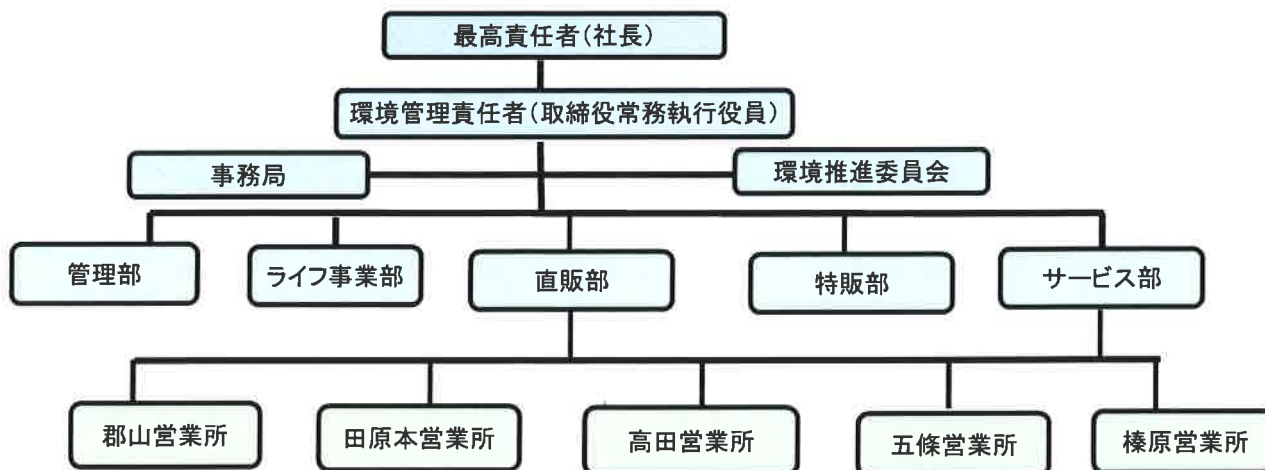 最高責任者(社長)
環境管理責任者(取締役常務執行役員)
事務局
環境推進委員会
管理部
ライフ事業部
直販部
特販部
サービス部
郡山営業所
田原本営業所
高田営業所
五條営業所
榛原営業所